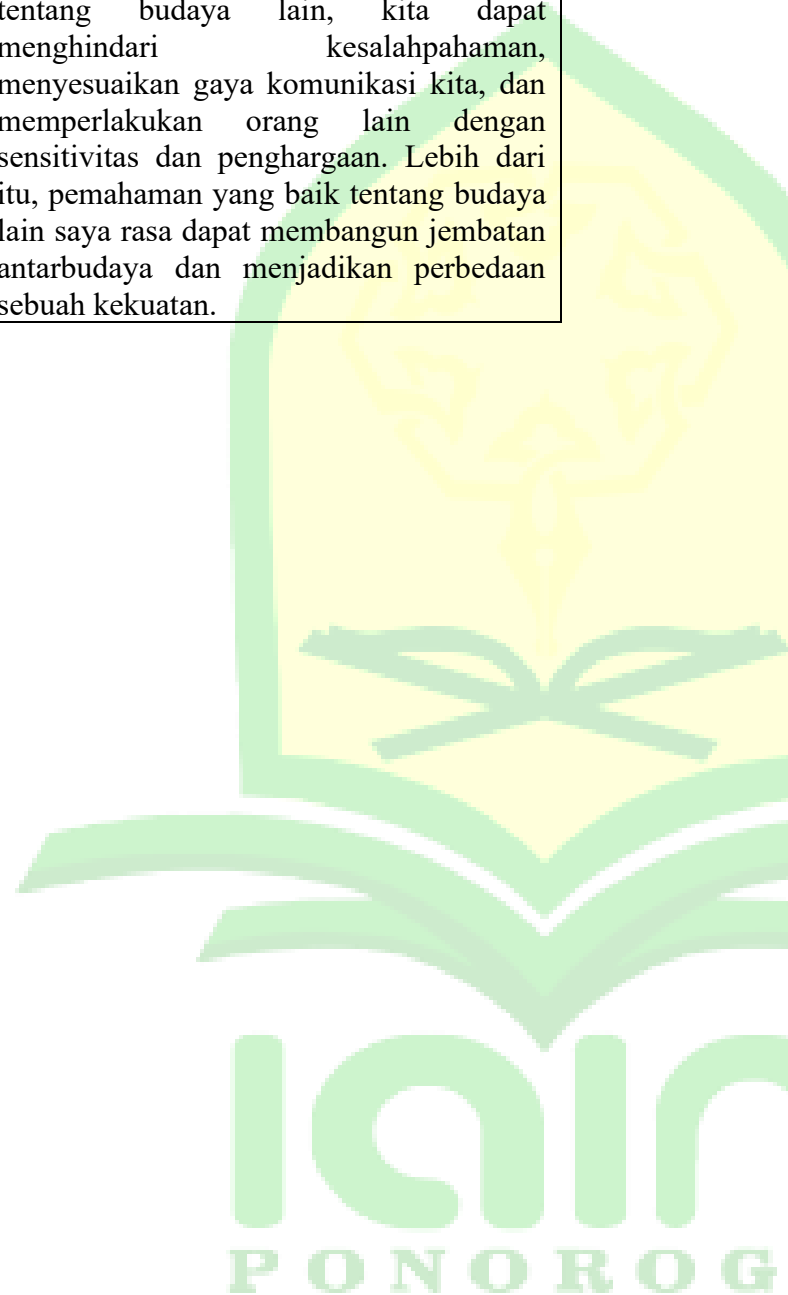 tentang budaya lain, kita dapat
menghindari kesalahpahaman,
menyesuaikan gaya komunikasi kita, dan
memperlakukan orang lain dengan
sensitivitas dan penghargaan. Lebih dari
itu, pemahaman yang baik tentang budaya
lain saya rasa dapat membangun jembatan
antarbudaya dan menjadikan perbedaan
sebuah kekuatan.
iain
PONOROG